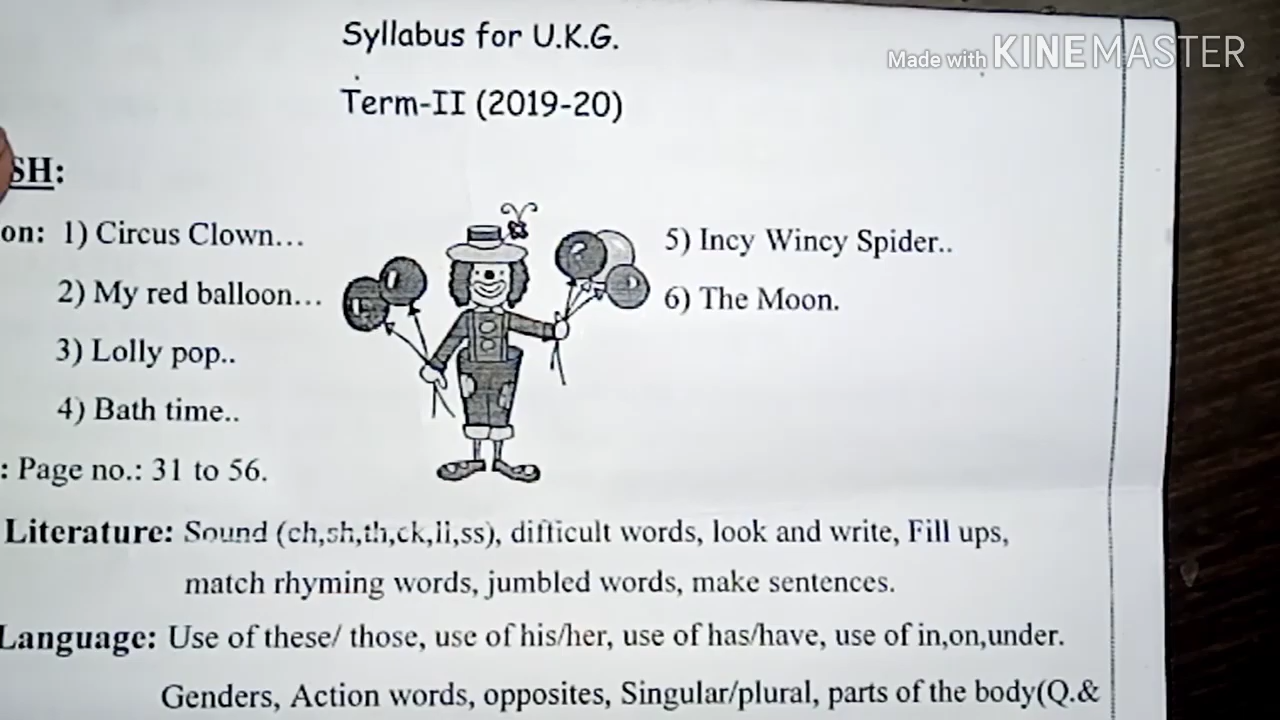 Syllabus for U.K.G.
Made with KINEMASTER
Term-II (2019-20)
SH:
on: 1) Circus Clown...
5) Incy Wincy Spider..
2) My red balloon...
6) The Moon.
3) Lolly pop..
4) Bath time..
: Page no.: 31 to 56.
Literature: Sound (ch,sh,th,ck,ll,ss), difficult words, look and write, Fill ups,
match rhyming words, jumbled words, make sentences.
Language: Use of these/ those, use of his/her, use of has/have, use of in,on,under.
Genders, Action words, opposites, Singular/plural, parts of the body(Q.&